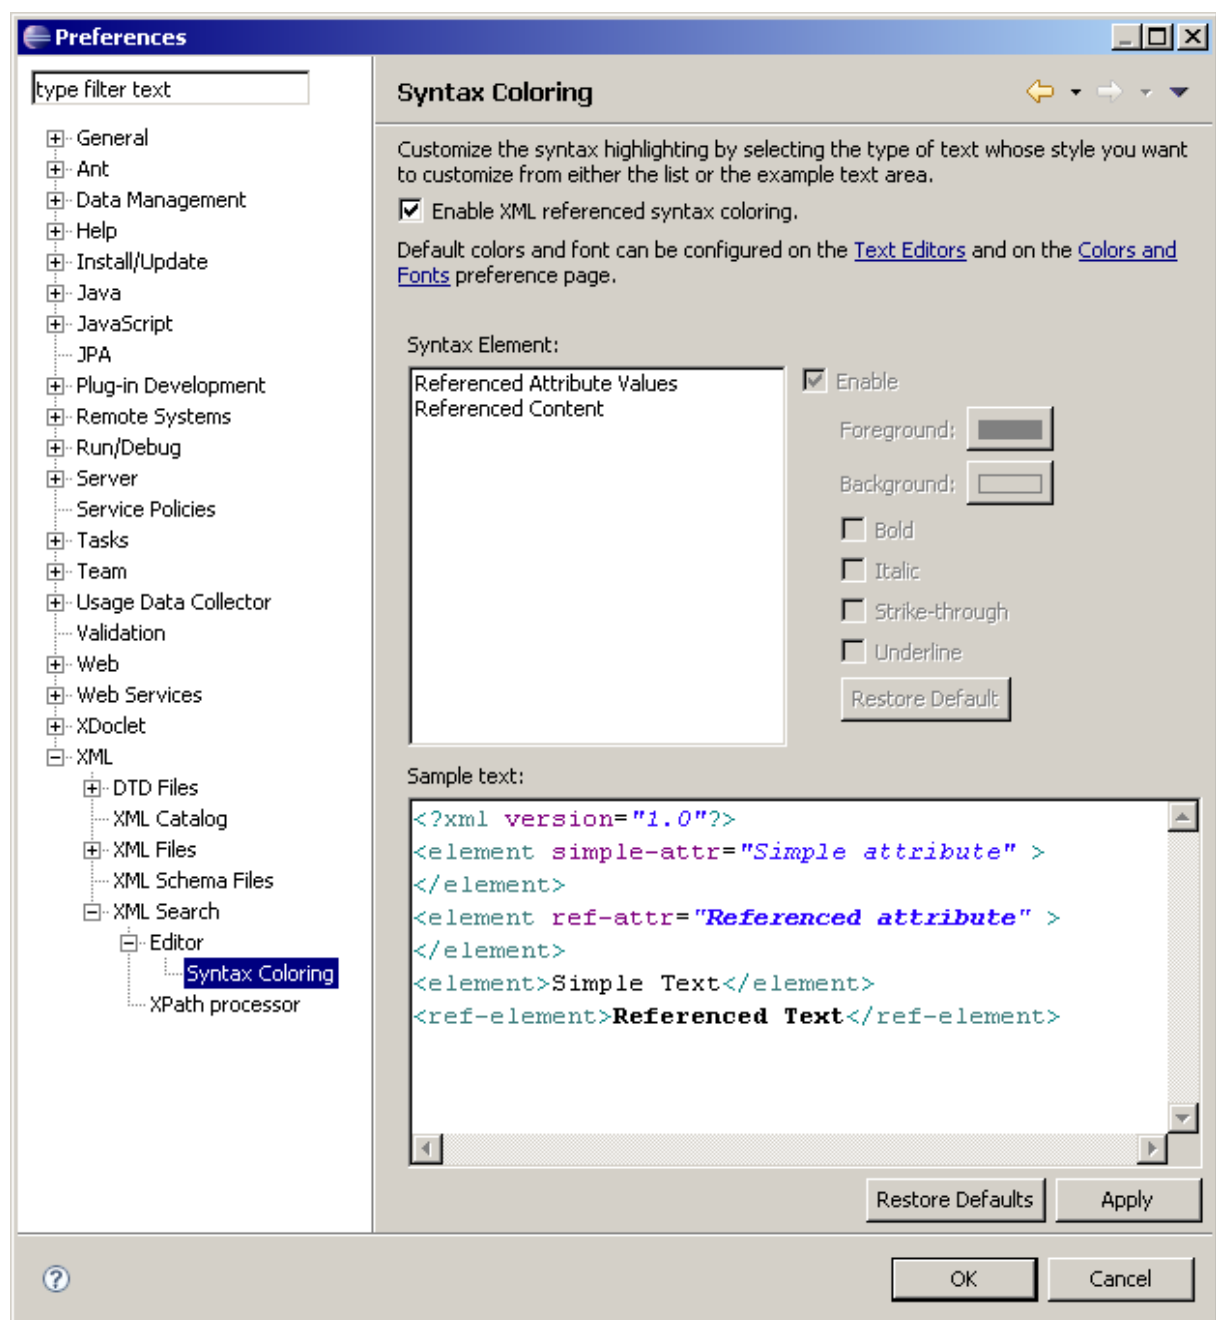 Preferences
type filter text
General
Ant
Data Management
Help
Install/Update
Java
JavaScript
JPA
Plug-in Development
Remote Systems
Run/Debug
Server
Service Policies
Tasks
Team
Usage Data Collector
Validation
Web
Web Services
XDoclet
XML
DTD Files
XML Catalog
XML Files
XML Schema Files
XML Search
Editor
Syntax Coloring
XPath processor
Syntax Coloring
Customize the syntax highlighting by selecting the type of text whose style you want
to customize from either the list or the example text area.
Enable XML referenced syntax coloring.
Default colors and font can be configured on the Text Editors and on the Colors and
Fonts preference page.
Syntax Element:
Referenced Attribute Values
Referenced Content
Enable
Foreground:
Background:
Bold
Italic
Strike-through
Underline
Restore Default
Sample text:
<?xml version="1.0"?>
<element simple-attr="Simple attribute" >
</element>
<element ref-attr="Referenced attribute" >
</element>
<element>Simple Text</element>
<ref-element>Referenced Text</ref-element>
Restore Defaults
Apply
?
OK
Cancel